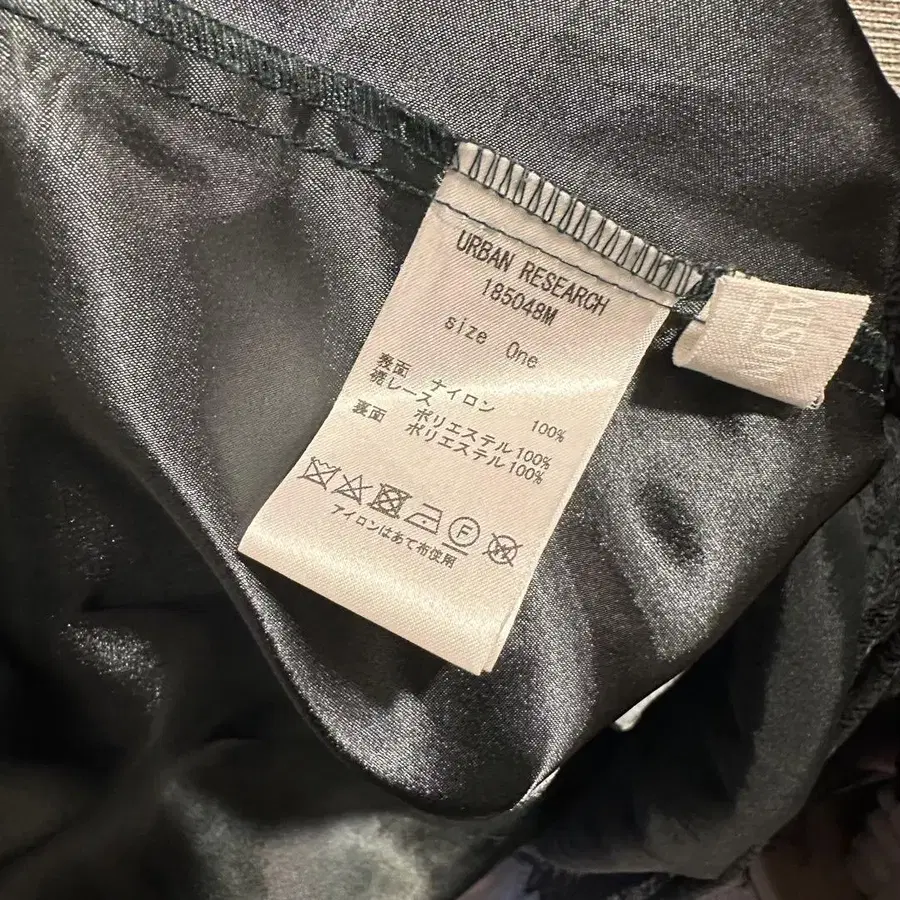 URBAN RESEARCH
185048M
size One
表面 ナイロン 100%
裾レース ポリエステル100%
裏面 ポリエステル100%
F W
アイロンはあて布使用